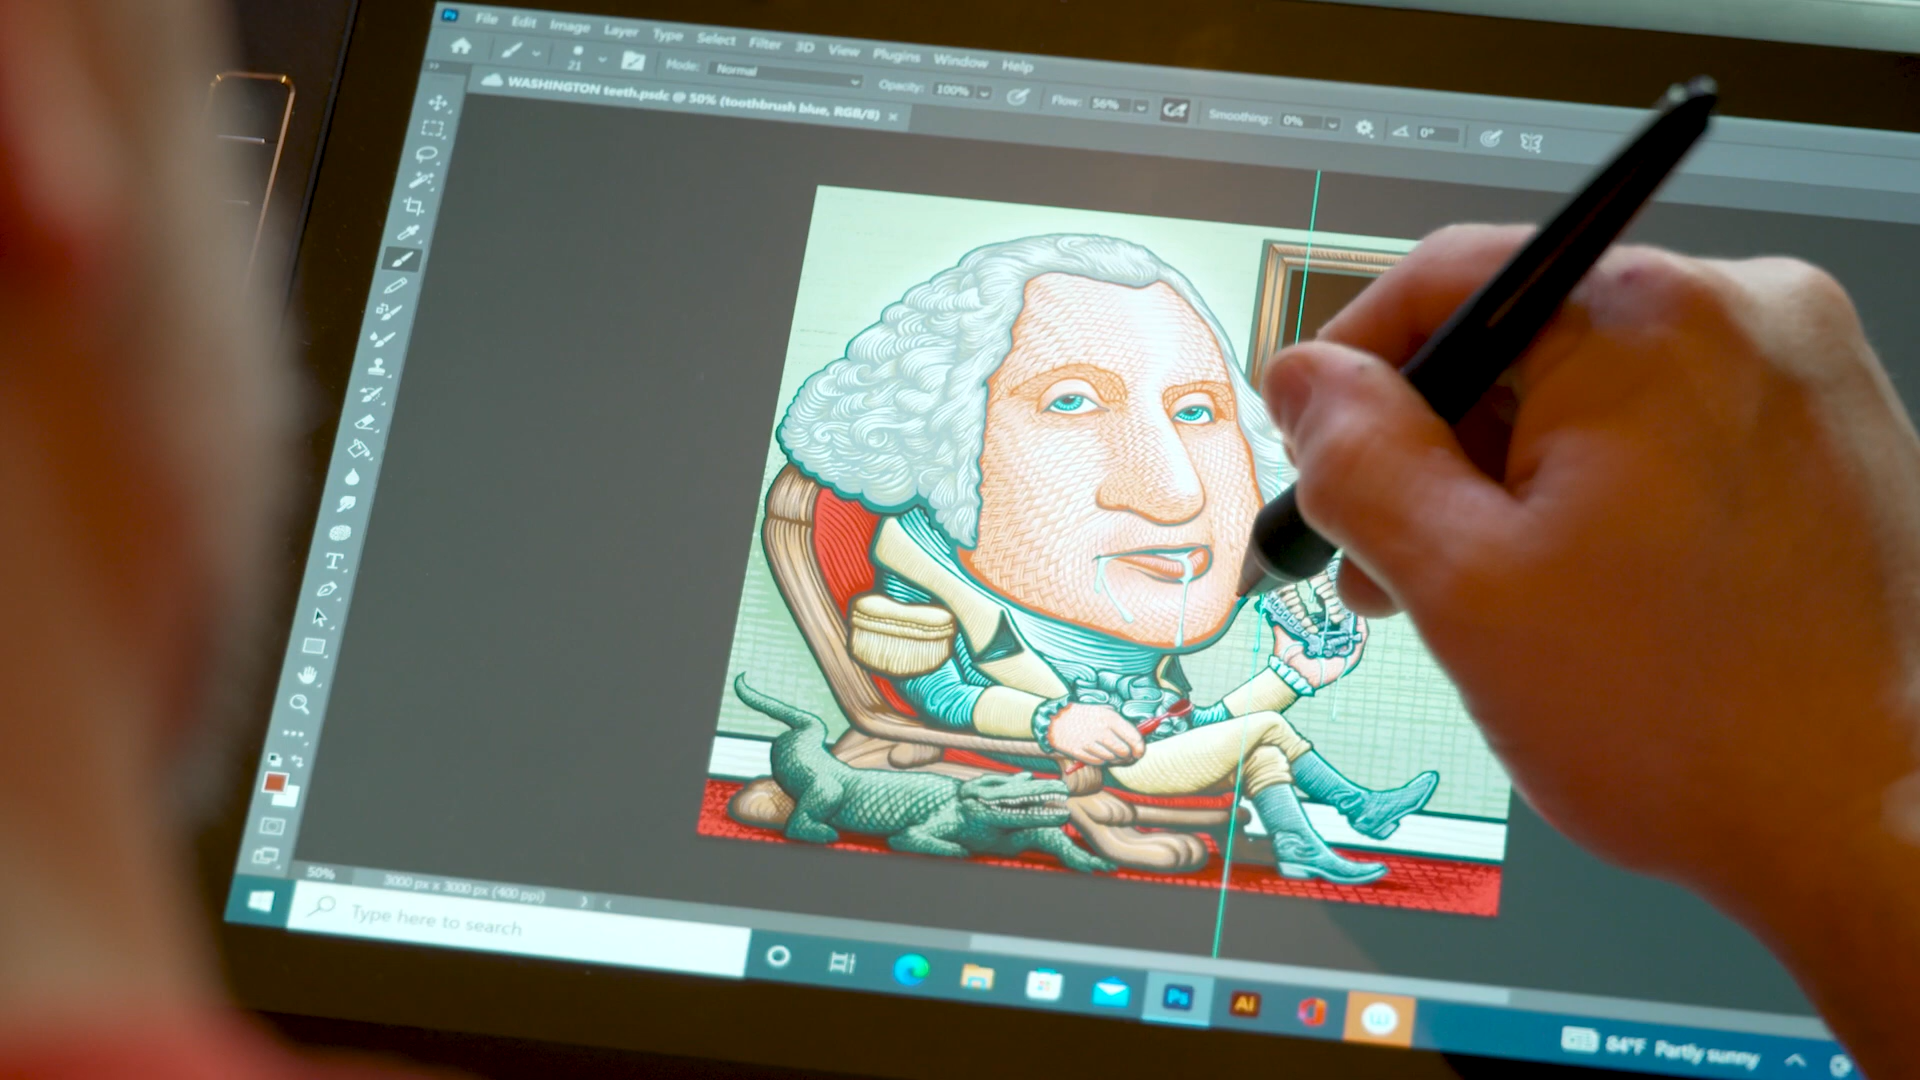 Ps File Edit Image Layer Type Select Filter 3D View Plugins Window Help
21 Mode: Normal Opacity: 100% Flow: 56% Smoothing: 0% 0°
WASHINGTON teeth.psdc @ 50% (toothbrush blue, RGB/8) ×
T
50% 3000 px x 3000 px (400 ppi)
Type here to search
Ps Ai 84°F Partly sunny